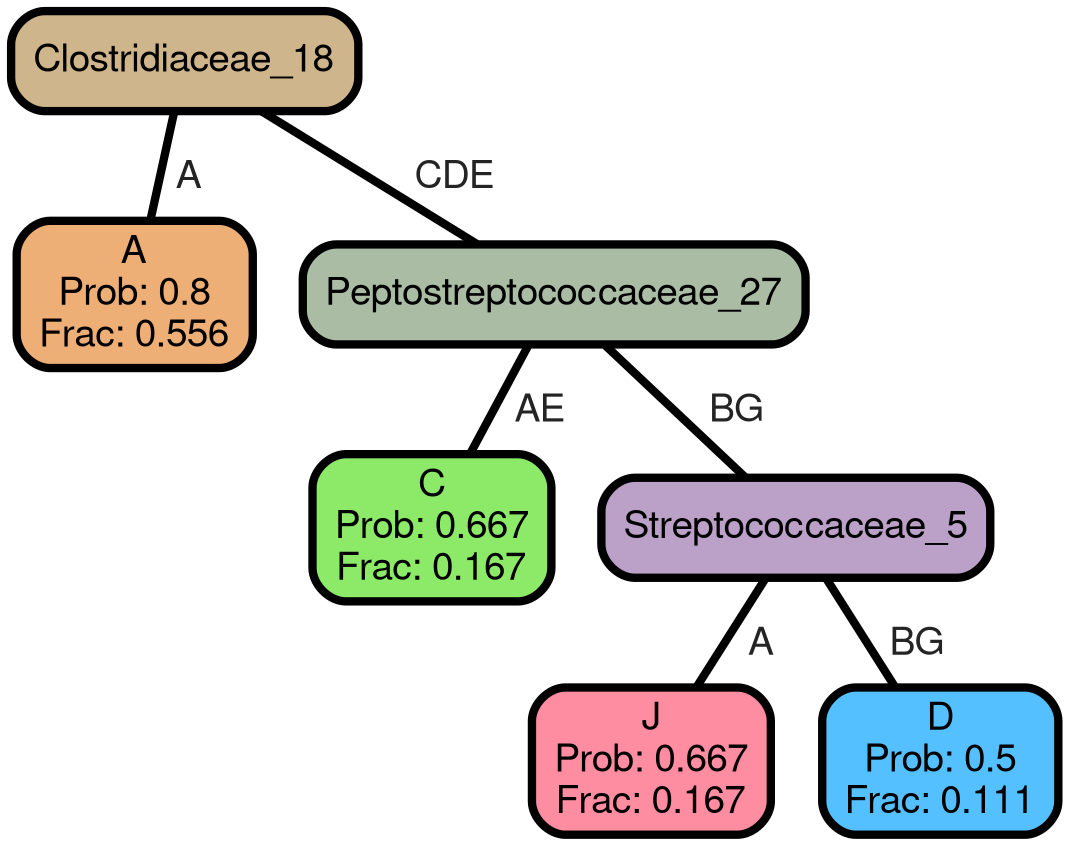 Clostridiaceae_18
A
CDE
A
Prob: 0.8
Frac: 0.556
Peptostreptococcaceae_27
AE
BG
C
Prob: 0.667
Frac: 0.167
Streptococcaceae_5
A
BG
J
Prob: 0.667
Frac: 0.167
D
Prob: 0.5
Frac: 0.111